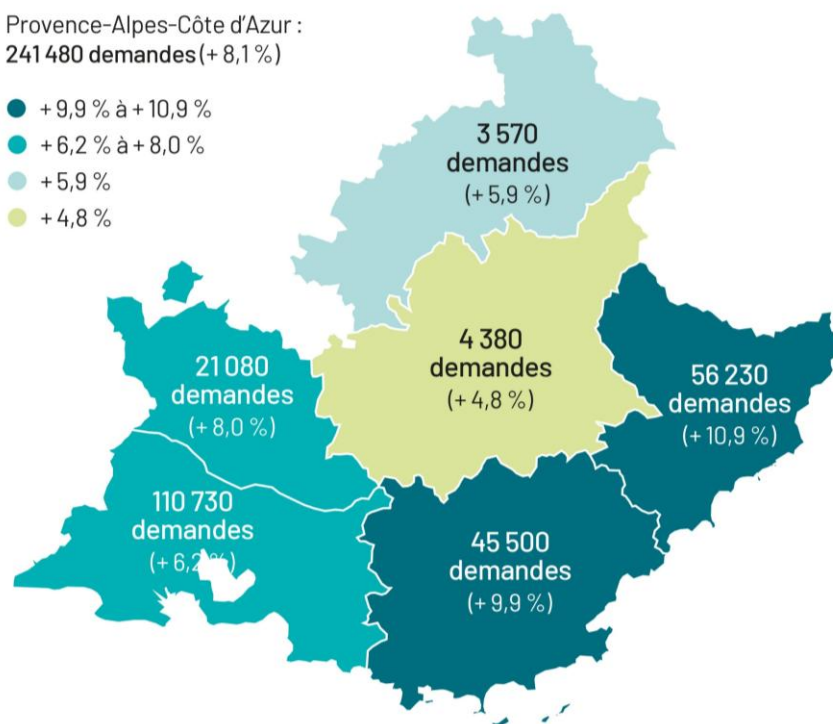 Provence-Alpes-Côte d'Azur :
241 480 demandes (+ 8,1 %)
+ 9,9 % à + 10,9 %
+ 6,2 % à + 8,0 %
+ 5,9 %
+ 4,8 %
3 570
demandes
(+ 5,9 %)
4 380
demandes
(+ 4,8 %)
21 080
demandes
(+ 8,0 %)
56 230
demandes
(+ 10,9 %)
110 730
demandes
(+ 6,2 %)
45 500
demandes
(+ 9,9 %)